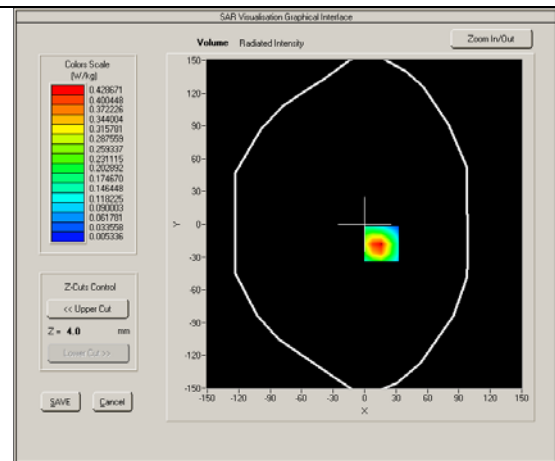 SAR Visualisation Graphical Interface
Volume Radiated Intensity
Zoom In/Out
Colors Scale
(W/kg)
0.428671
0.400448
0.372226
0.344004
0.315781
0.287559
0.259337
0.231115
0.202892
0.174670
0.146448
0.118225
0.090003
0.061781
0.033558
0.005336
Z-Cuts Control
<< Upper Cut
Z = 4.0 mm
Lower Cut >>
SAVE Cancel
150
120
90
60
30
0
-30
-60
-90
-120
-150
Y
-150 -120 -90 -60 -30 0 30 60 90 120 150
X